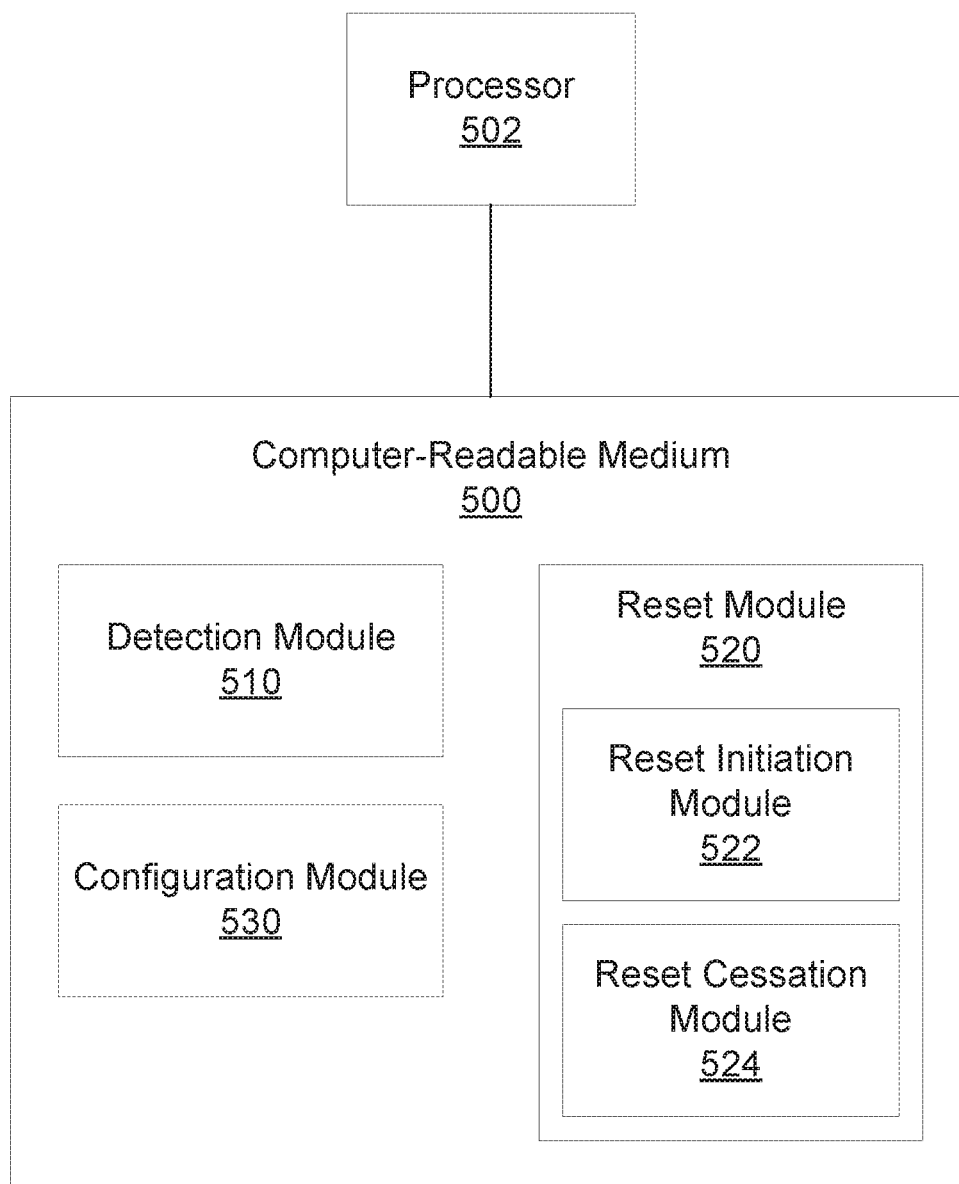 Processor
502
Computer-Readable Medium
500
Detection Module
510
Configuration Module
530
Reset Module
520
Reset Initiation
Module
522
Reset Cessation
Module
524